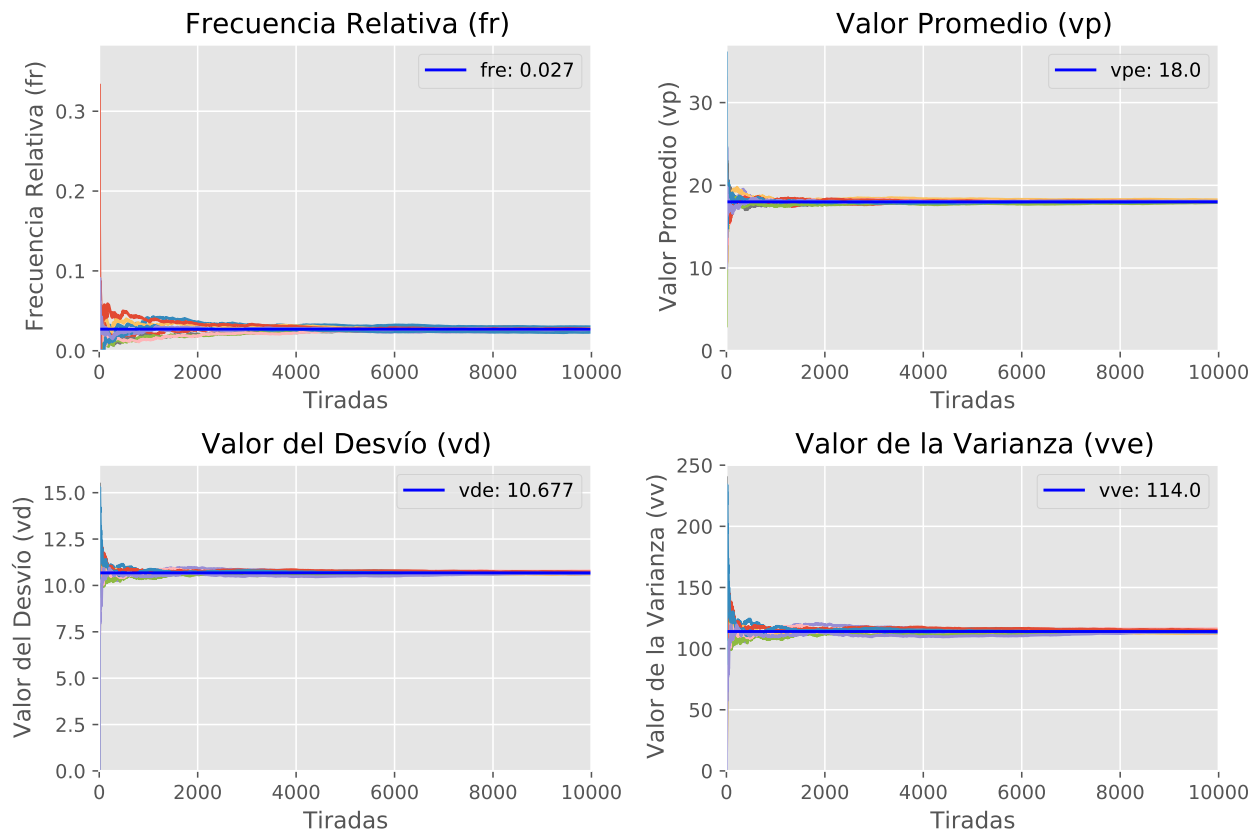 Frecuencia Relativa (fr)
Frecuencia Relativa (fr)
fre: 0.027
0.3
0.2
0.1
0.0
0 2000 4000 6000 8000 10000
Tiradas
Valor Promedio (vp)
Valor Promedio (vp)
vpe: 18.0
30
20
10
0
0 2000 4000 6000 8000 10000
Tiradas
Valor del Desvío (vd)
Valor del Desvío (vd)
vde: 10.677
15.0
12.5
10.0
7.5
5.0
2.5
0.0
0 2000 4000 6000 8000 10000
Tiradas
Valor de la Varianza (vve)
Valor de la Varianza (vv)
vve: 114.0
250
200
150
100
50
0
0 2000 4000 6000 8000 10000
Tiradas